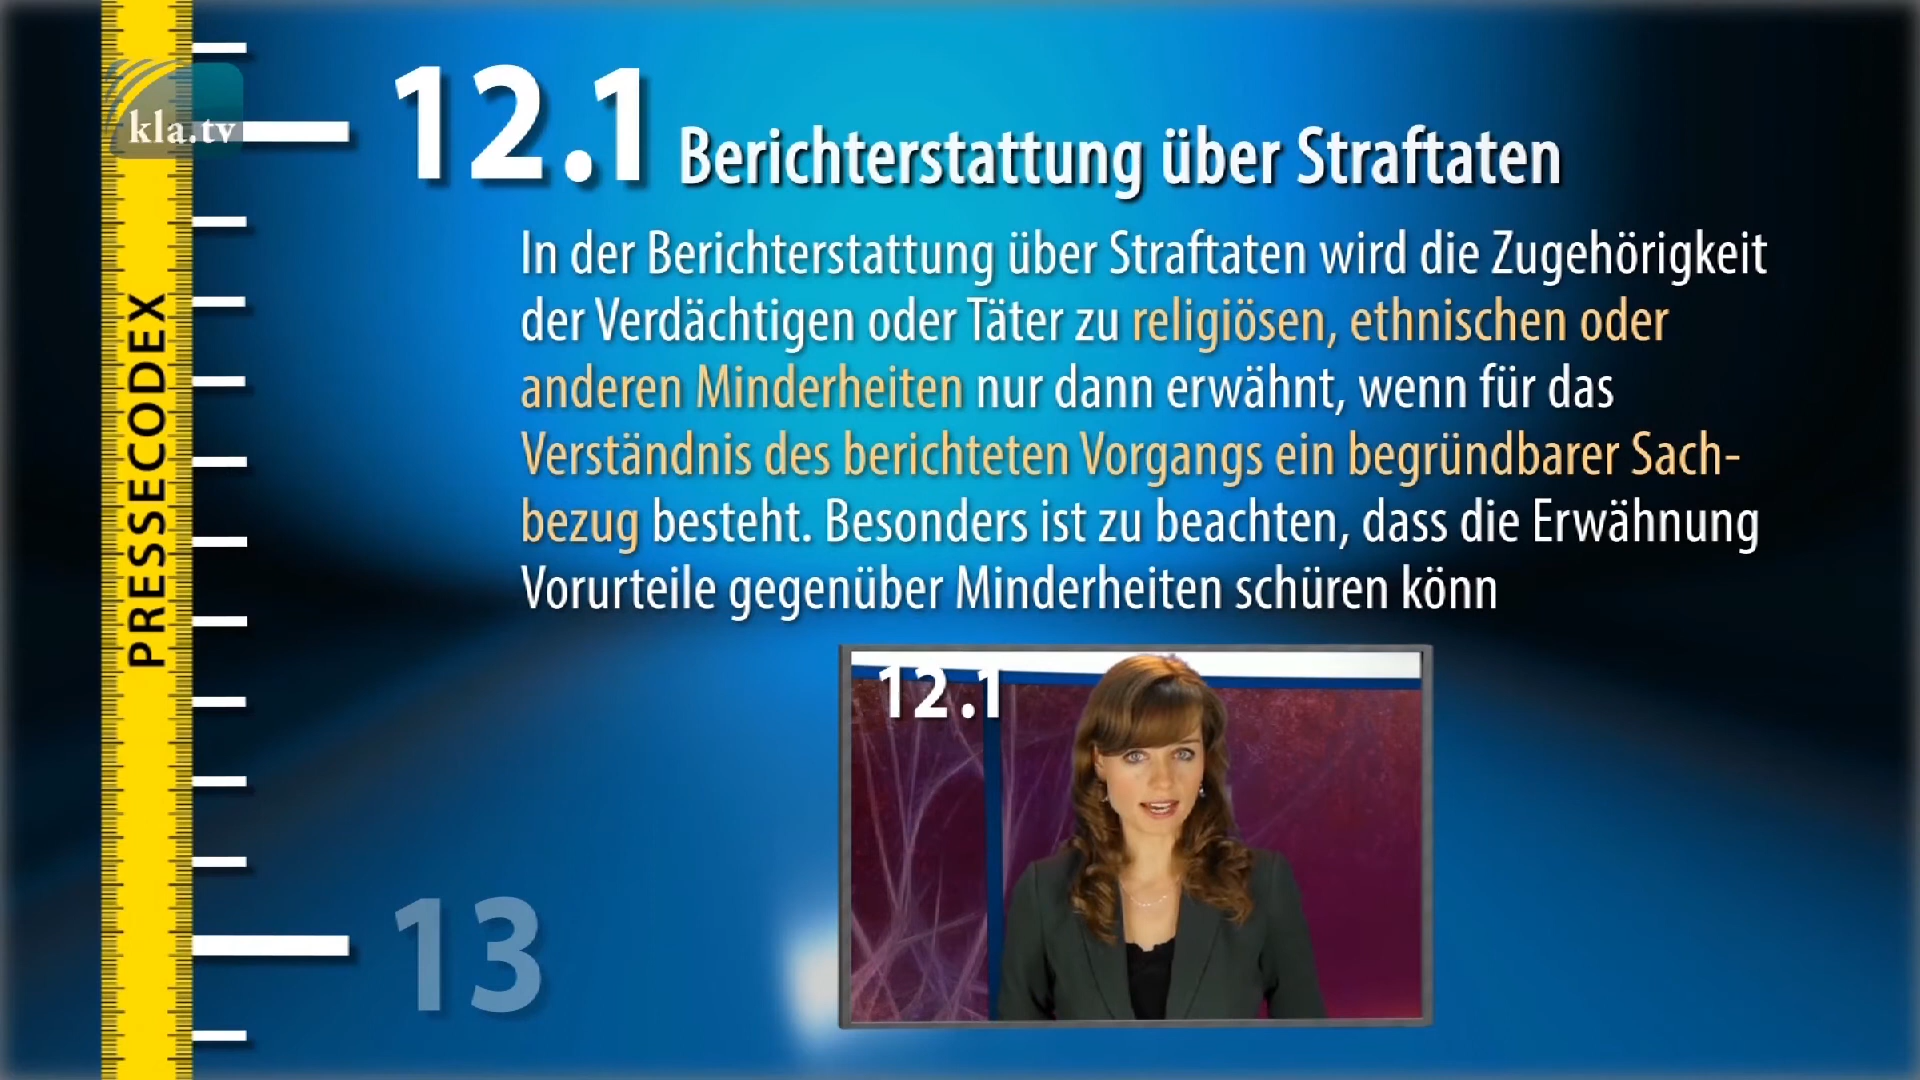 kla.tv
PRESSECODEX
12.1 Berichterstattung über Straftaten
In der Berichterstattung über Straftaten wird die Zugehörigkeit
der Verdächtigen oder Täter zu religiösen, ethnischen oder
anderen Minderheiten nur dann erwähnt, wenn für das
Verständnis des berichteten Vorgangs ein begründbarer Sach-
bezug besteht. Besonders ist zu beachten, dass die Erwähnung
Vorurteile gegenüber Minderheiten schüren könn
12.1
13